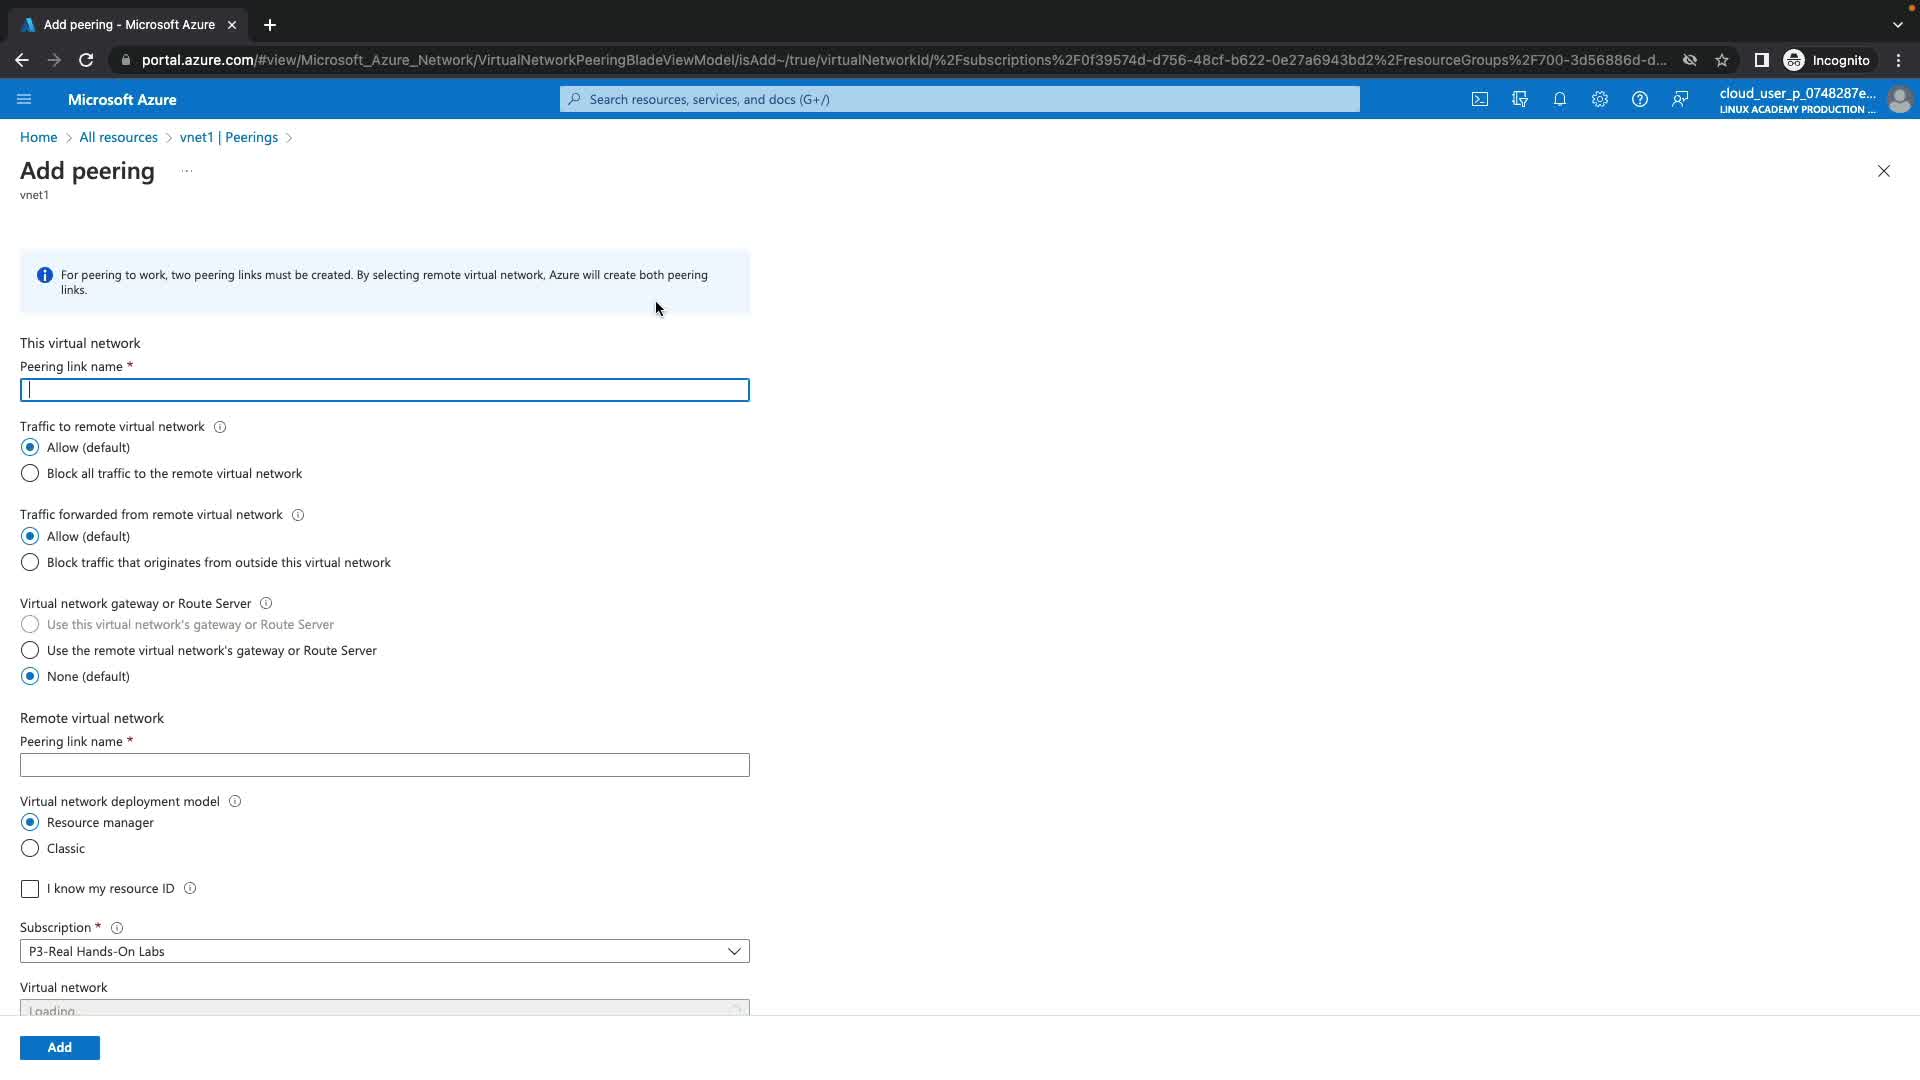 Add peering - Microsoft Azure
portal.azure.com/#view/Microsoft_Azure_Network/VirtualNetworkPeeringBladeViewModel/isAdd~/true/virtualNetworkId/%2Fsubscriptions%2F0f39574d-d756-48cf-b622-0e27a6943bd2%2FresourceGroups%2F700-3d56886d-d...
Incognito
Microsoft Azure
Search resources, services, and docs (G+/)
cloud_user_p_0748287e...
LINUX ACADEMY PRODUCTION ...
Home > All resources > vnet1 | Peerings >
Add peering ...
vnet1
For peering to work, two peering links must be created. By selecting remote virtual network, Azure will create both peering
links.
This virtual network
Peering link name *
Traffic to remote virtual network
Allow (default)
Block all traffic to the remote virtual network
Traffic forwarded from remote virtual network
Allow (default)
Block traffic that originates from outside this virtual network
Virtual network gateway or Route Server
Use this virtual network's gateway or Route Server
Use the remote virtual network's gateway or Route Server
None (default)
Remote virtual network
Peering link name *
Virtual network deployment model
Resource manager
Classic
I know my resource ID
Subscription *
P3-Real Hands-On Labs
Virtual network
Loading..
Add